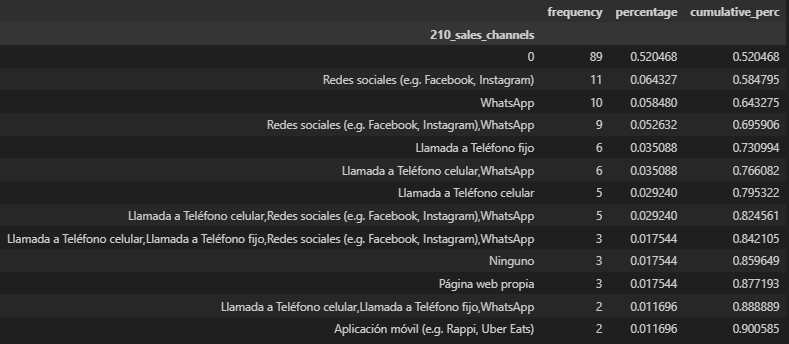 frequency percentage cumulative_perc
210_sales_channels
0 89 0.520468 0.520468
Redes sociales (e.g. Facebook, Instagram) 11 0.064327 0.584795
WhatsApp 10 0.058480 0.643275
Redes sociales (e.g. Facebook, Instagram),WhatsApp 9 0.052632 0.695906
Llamada a Teléfono fijo 6 0.035088 0.730994
Llamada a Teléfono celular,WhatsApp 6 0.035088 0.766082
Llamada a Teléfono celular 5 0.029240 0.795322
Llamada a Teléfono celular,Redes sociales (e.g. Facebook, Instagram),WhatsApp 5 0.029240 0.824561
Llamada a Teléfono celular,Llamada a Teléfono fijo,Redes sociales (e.g. Facebook, Instagram),WhatsApp 3 0.017544 0.842105
Ninguno 3 0.017544 0.859649
Página web propia 3 0.017544 0.877193
Llamada a Teléfono celular,Llamada a Teléfono fijo,WhatsApp 2 0.011696 0.888889
Aplicación móvil (e.g. Rappi, Uber Eats) 2 0.011696 0.900585